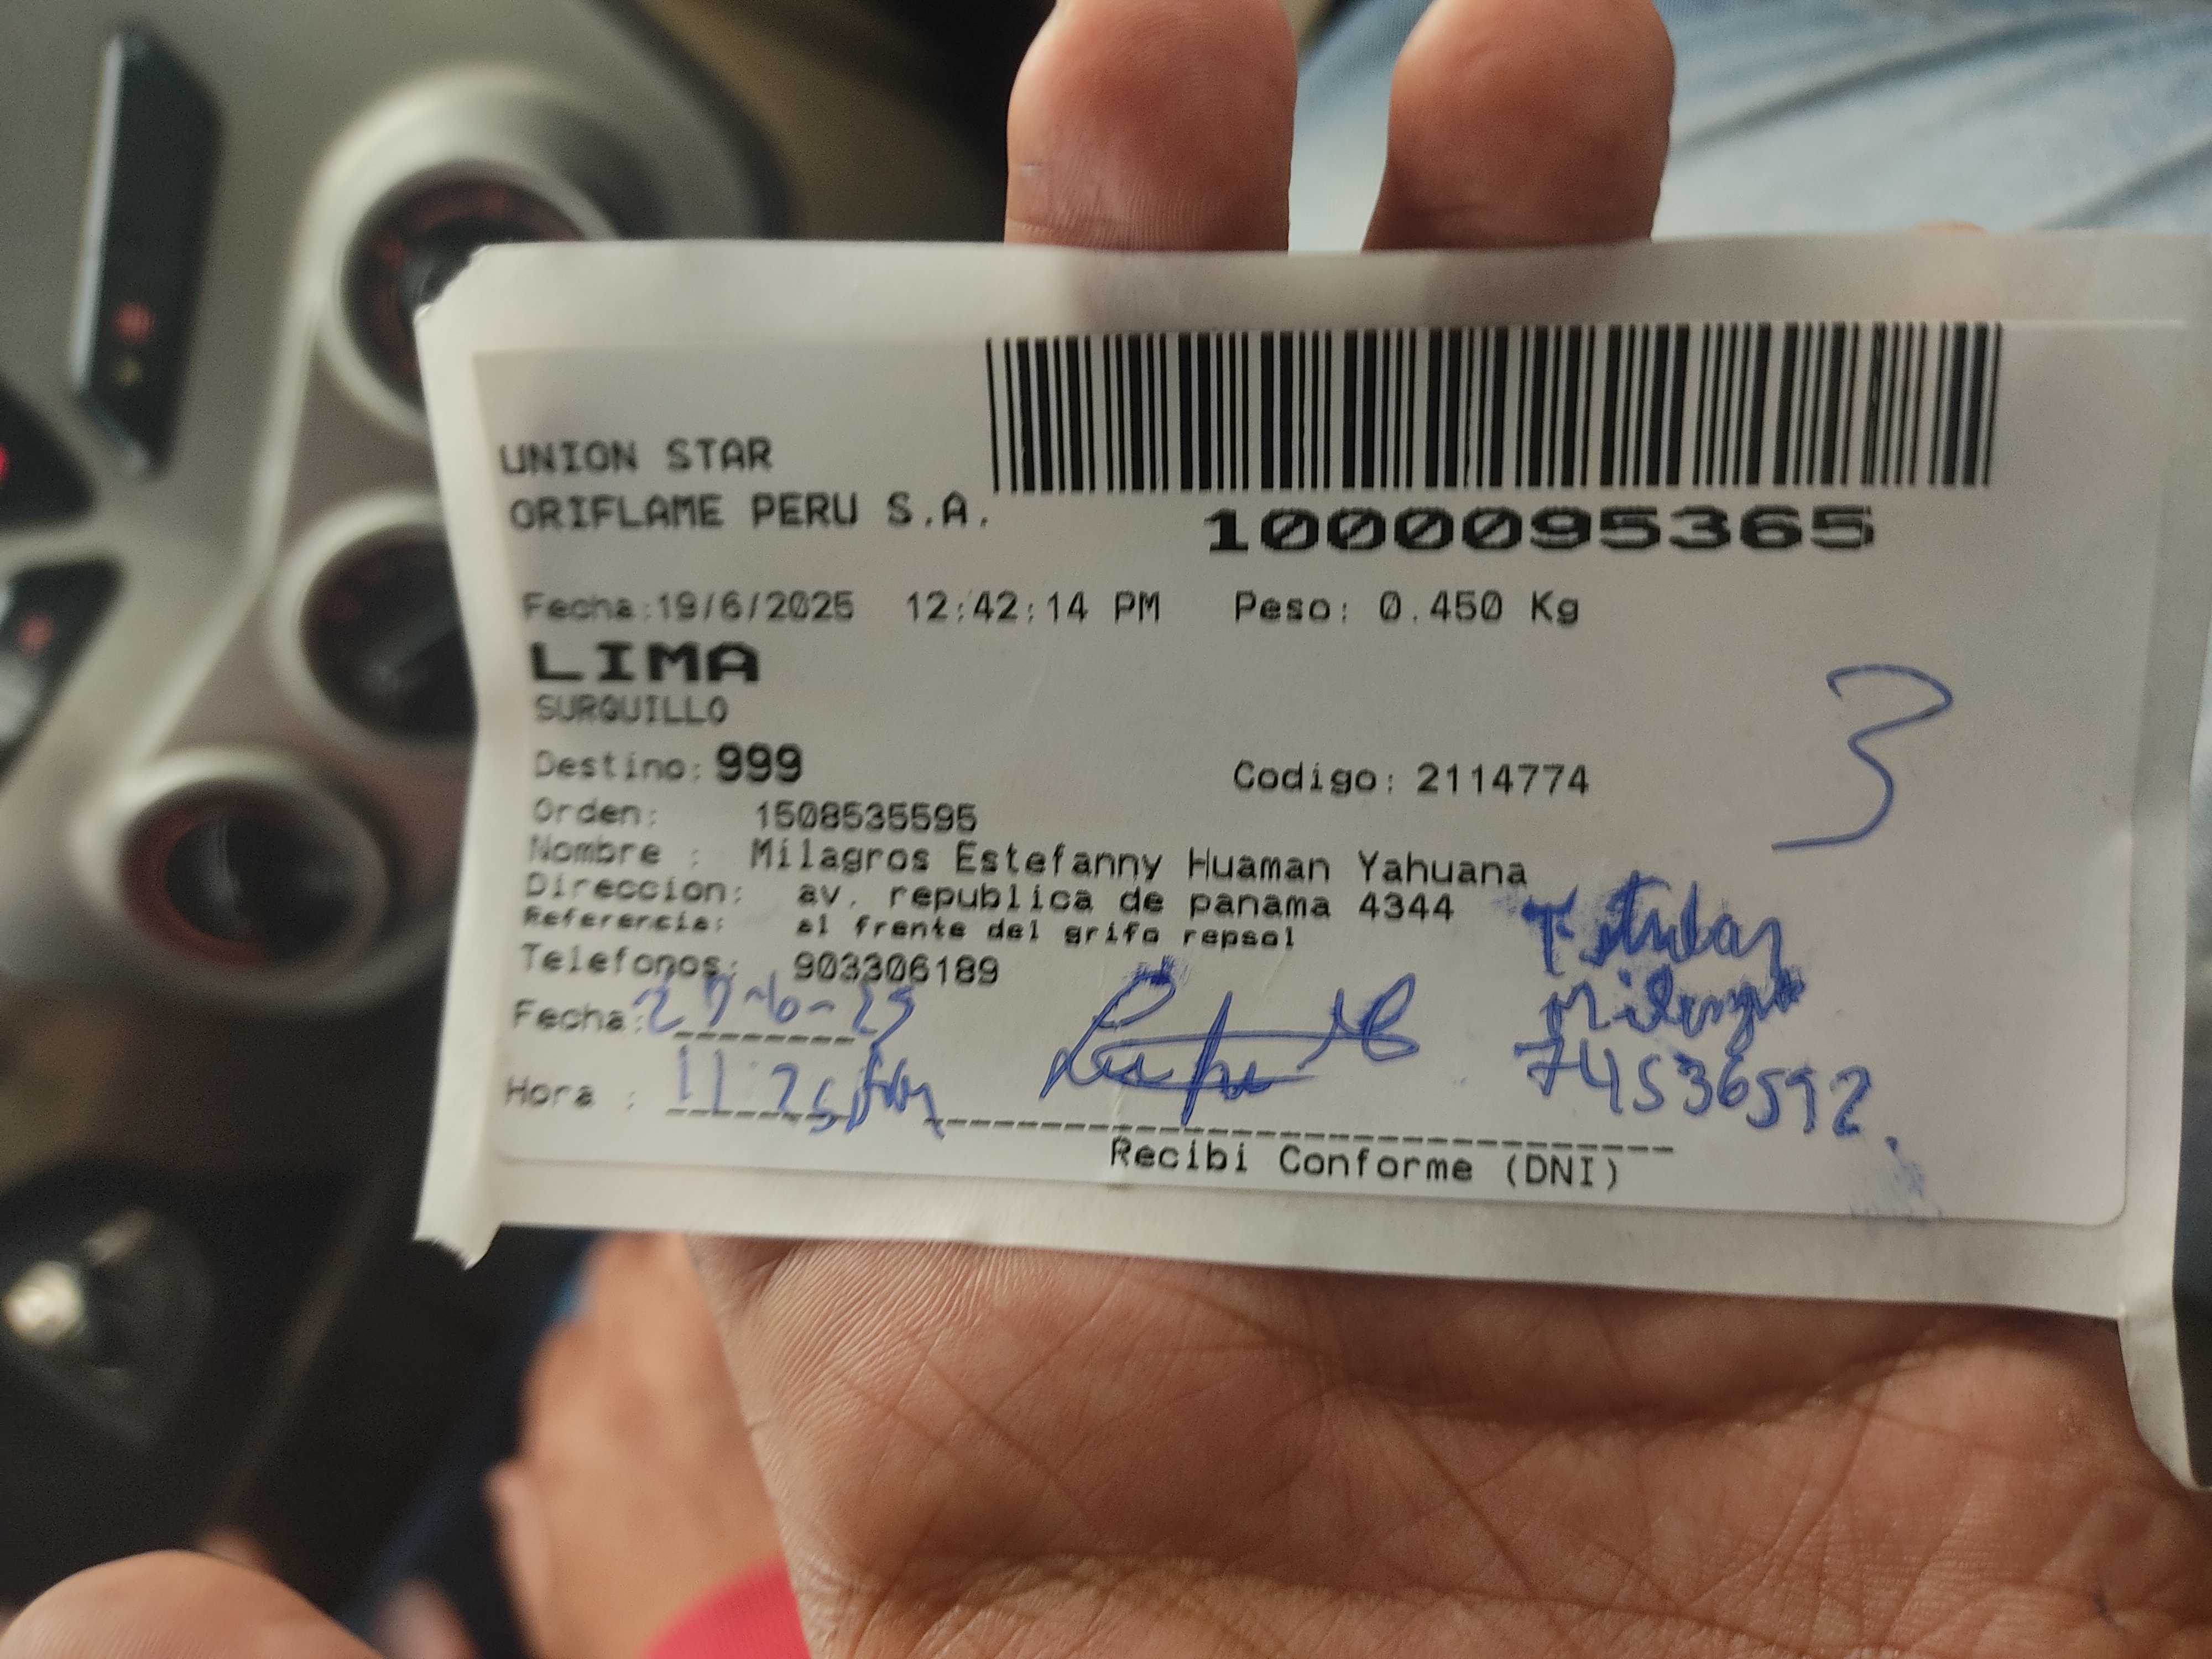 UNION STAR
ORIFLAME PERU S.A.
1000095365
Fecha:19/6/2025 12:42:14 PM Peso: 0.450 Kg
LIMA
SURQUILLO
3
Destino: 999 Codigo: 2114774
Orden: 1508535595
Nombre : Milagros Estefanny Huaman Yahuana
Direccion: av. republica de panama 4344
Referencia: al frente del grifo repsol
Titular
Telefonos: 903306189
Milagros
Fecha: -6-25
74536592.
Hora : 11:25 Am
Recibi Conforme (DNI)